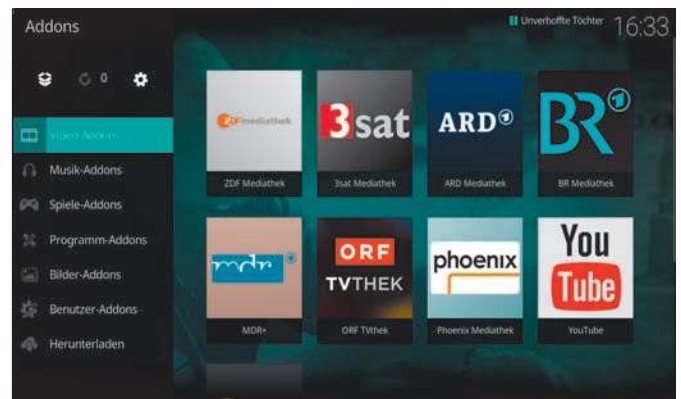 Addons
Unverhoffte Töchter
16:33
0
Video-Addons
Musik-Addons
Spiele-Addons
Programm-Addons
Bilder-Addons
Benutzer-Addons
Herunterladen
ZDFmediathek
3sat
ARD
BR
ZDF Mediathek
3sat Mediathek
ARD Mediathek
BR Mediathek
mdr
ORF
TVTHEK
phoenix
You
Tube
MDR+
ORF TVthek
Phoenix Mediathek
YouTube